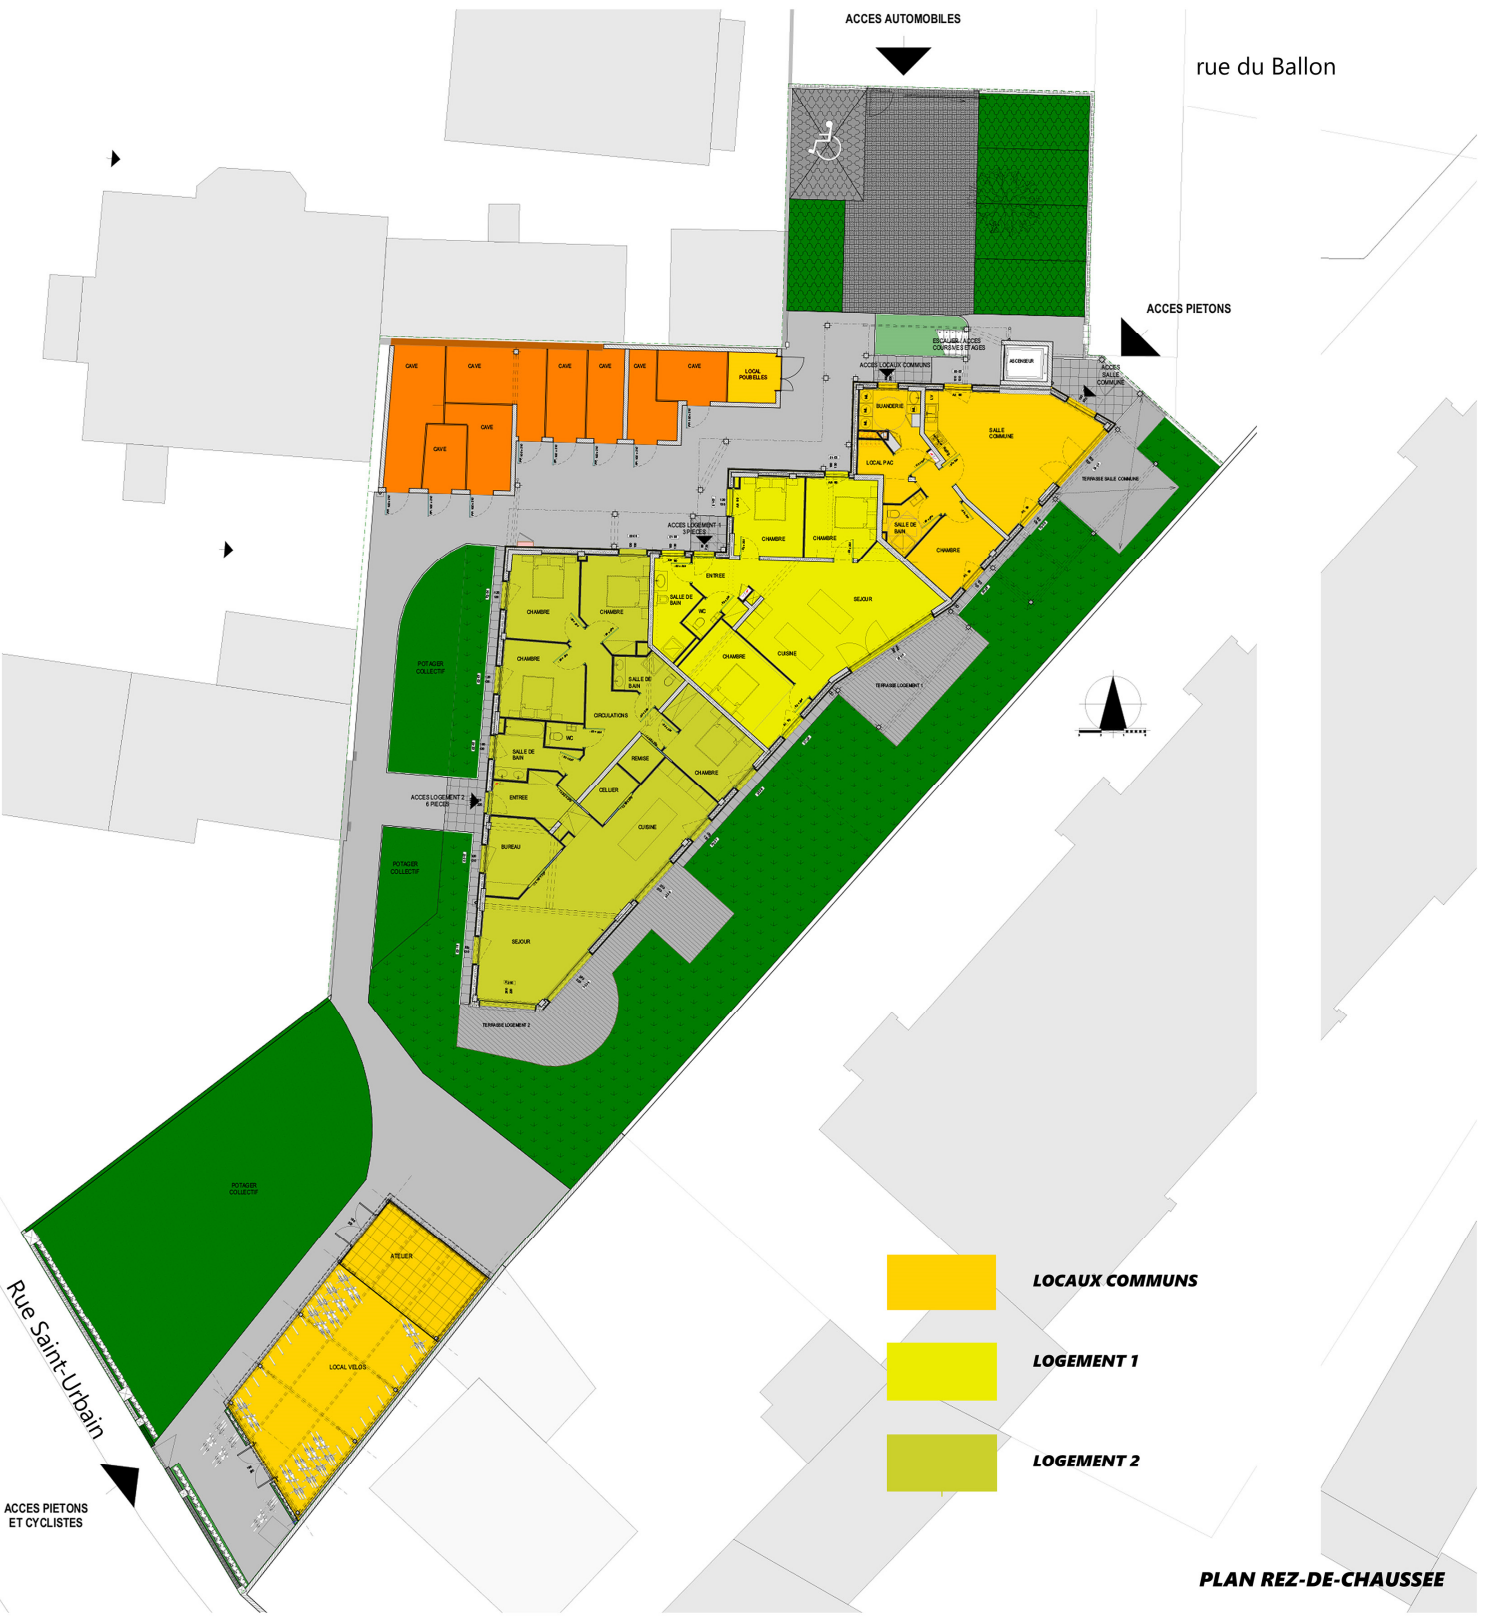 ACCES AUTOMOBILES
rue du Ballon
ACCES PIETONS
ESCALIER / ACCES
COURSIVES ETAGES
ASCENSEUR
ACCES LOCAUX COMMUNS
ACCES
SALLE
COMMUNE
CAVE
CAVE
CAVE
CAVE
CAVE
CAVE
LOCAL
POUBELLES
CAVE
CAVE
BUANDERIE
SALLE
COMMUNE
LOCAL PAC
TERRASSE SALLE COMMUNE
SALLE DE
BAIN
CHAMBRE
ACCES LOGEMENT 1
3 PIECES
CHAMBRE
CHAMBRE
ENTREE
SALLE DE
BAIN
WC
SEJOUR
CUISINE
CHAMBRE
TERRASSE LOGEMENT 1
CHAMBRE
CHAMBRE
CHAMBRE
SALLE DE
BAIN
CIRCULATIONS
WC
SALLE DE
BAIN
REMISE
CELLIER
CHAMBRE
ENTREE
CUISINE
BUREAU
SEJOUR
POTAGER
COLLECTIF
ACCES LOGEMENT 2
6 PIECES
POTAGER
COLLECTIF
TERRASSE LOGEMENT 2
POTAGER
COLLECTIF
ATELIER
LOCAL VELOS
Rue Saint-Urbain
ACCES PIETONS
ET CYCLISTES
LOCAUX COMMUNS
LOGEMENT 1
LOGEMENT 2
PLAN REZ-DE-CHAUSSEE